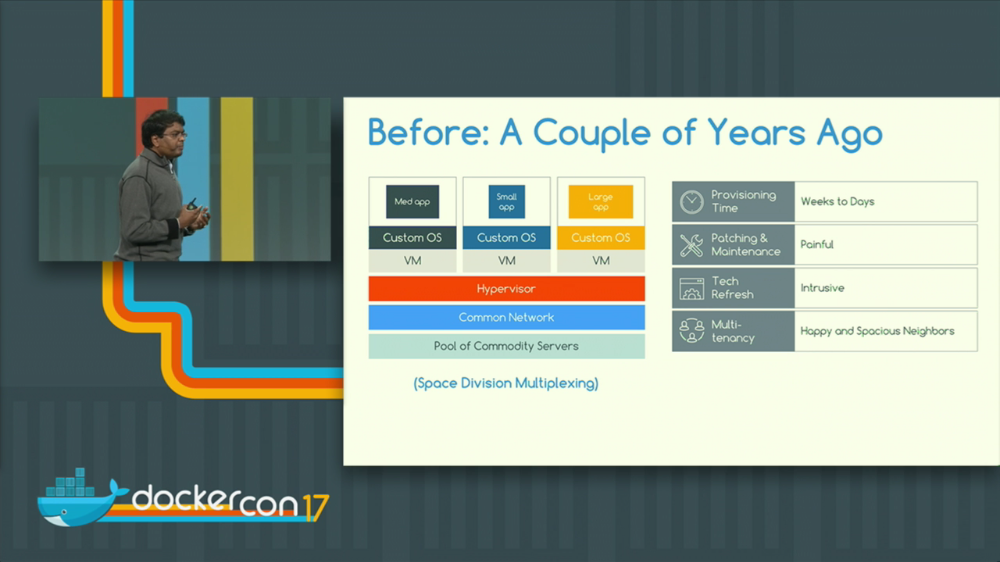 Before: A Couple of Years Ago
Med app
Small
app
Large
app
Custom OS
Custom OS
Custom OS
VM
VM
VM
Hypervisor
Common Network
Pool of Commodity Servers
(Space Division Multiplexing)
Provisioning
Time
Weeks to Days
Patching &
Maintenance
Painful
Tech
Refresh
Intrusive
Multi-
tenancy
Happy and Spacious Neighbors
dockercon17